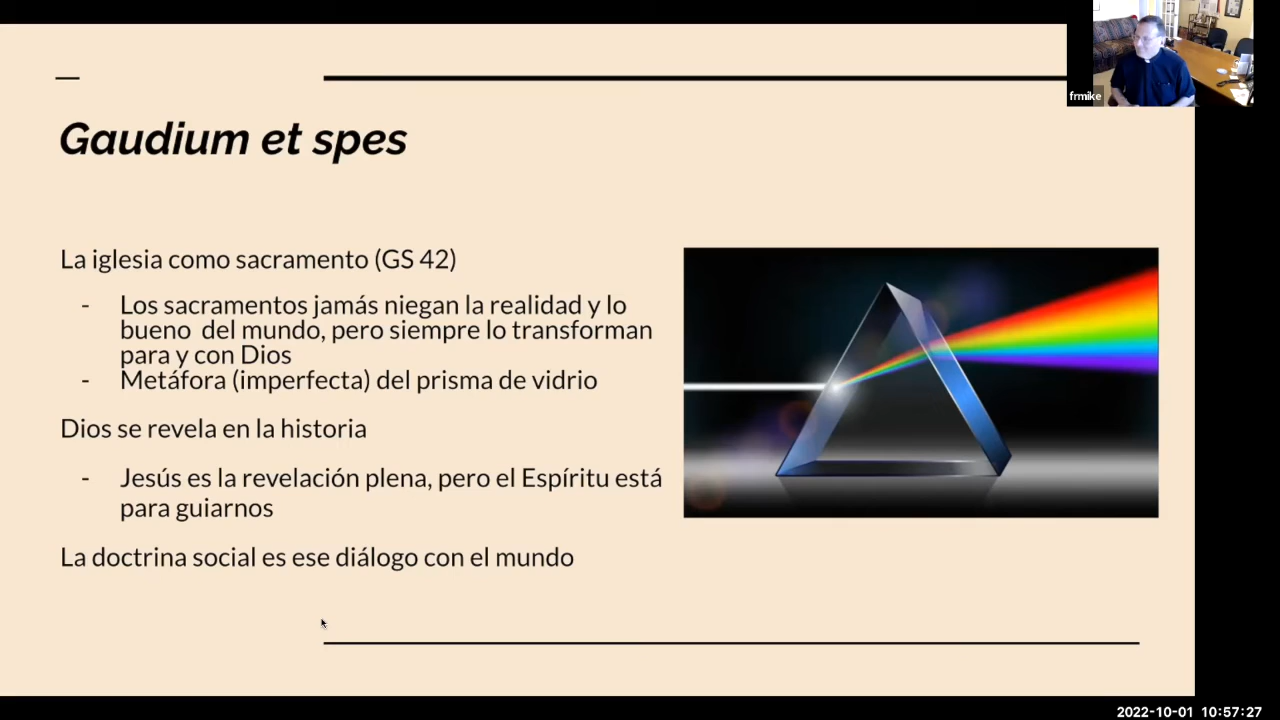 frmike
Gaudium et spes
La iglesia como sacramento (GS 42)
- Los sacramentos jamás niegan la realidad y lo
bueno  del mundo, pero siempre lo transforman
para y con Dios
- Metáfora (imperfecta) del prisma de vidrio
Dios se revela en la historia
- Jesús es la revelación plena, pero el Espíritu está
para guiarnos
La doctrina social es ese diálogo con el mundo
2022-10-01 10:57:27